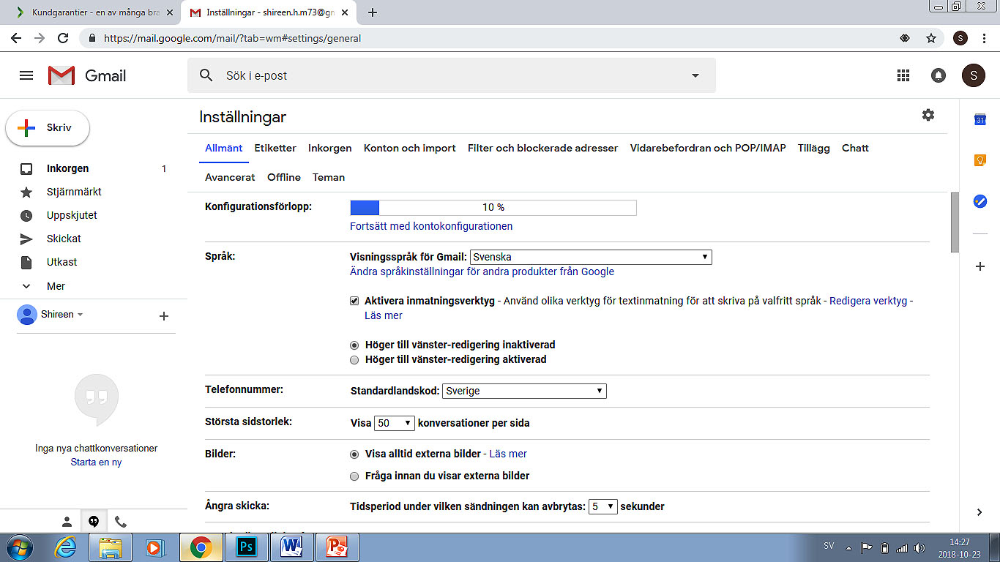 Kundgarantier - en av många bra
Inställningar - shireen.h.m73@gm
https://mail.google.com/mail/?tab=wm#settings/general
S
Gmail
Sök i e-post
S
Skriv
Inkorgen 1
Stjärnmärkt
Uppskjutet
Skickat
Utkast
Mer
Shireen
Inga nya chattkonversationer
Starta en ny
Inställningar
Allmänt Etiketter Inkorgen Konton och import Filter och blockerade adresser Vidarebefordran och POP/IMAP Tillägg Chatt
Avancerat Offline Teman
Konfigurationsförlopp: 10 %
Fortsätt med kontokonfigurationen
Språk: Visningsspråk för Gmail: Svenska
Ändra språkinställningar för andra produkter från Google
Aktivera inmatningsverktyg - Använd olika verktyg för textinmatning för att skriva på valfritt språk - Redigera verktyg -
Läs mer
Höger till vänster-redigering inaktiverad
Höger till vänster-redigering aktiverad
Telefonnummer: Standardlandskod: Sverige
Största sidstorlek: Visa 50 konversationer per sida
Bilder: Visa alltid externa bilder - Läs mer
Fråga innan du visar externa bilder
Ångra skicka: Tidsperiod under vilken sändningen kan avbrytas: 5 sekunder
31
Ps
W
P
SV
14:27
2018-10-23